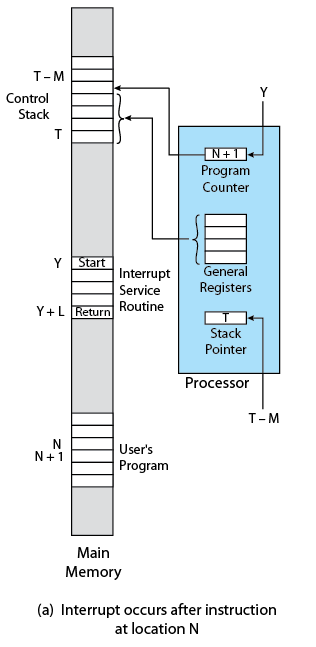 T – M
Control
Stack
T
Y
N + 1
Program
Counter
Y
Start
Interrupt
Service
Routine
Y + L
Return
General
Registers
T
Stack
Pointer
Processor
T – M
N
N + 1
User's
Program
Main
Memory
(a) Interrupt occurs after instruction
at location N